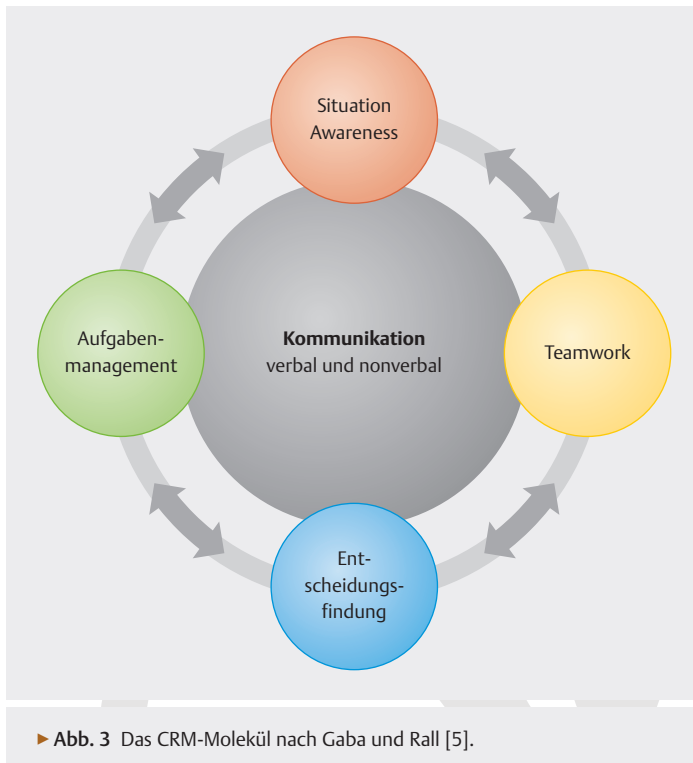 Situation
Awareness
Aufgaben-
management
Kommunikation
verbal und nonverbal
Teamwork
Ent-
scheidungs-
findung
► Abb. 3 Das CRM-Molekül nach Gaba und Rall [5].